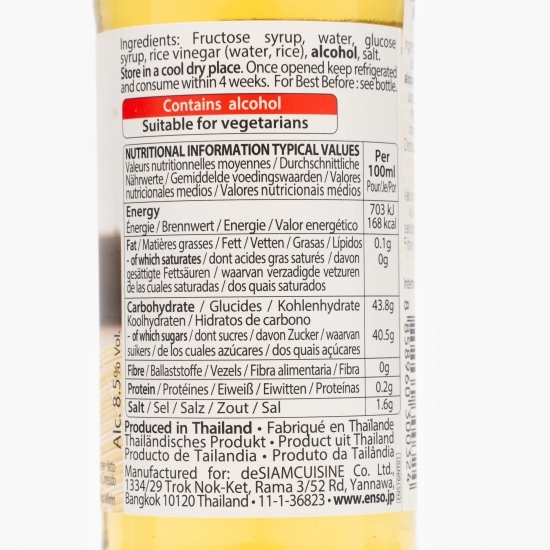 Ingredients: Fructose syrup, water, glucose
syrup, rice vinegar (water, rice), alcohol, salt.
Store in a cool dry place. Once opened keep refrigerated
and consume within 4 weeks. For Best Before: see bottle.
Contains alcohol
Suitable for vegetarians
NUTRITIONAL INFORMATION TYPICAL VALUES
Valeurs nutritionnelles moyennes / Durchschnittliche
Nährwerte / Gemiddelde voedingswaarden / Valores
nutricionales medios / Valores nutricionais médios
Per
100ml
Pour/Je/Por
Energy
Énergie / Brennwert / Energie / Valor energético
703 kJ
168 kcal
Fat / Matières grasses / Fett / Vetten / Grasas / Lípidos 0.1g
- of which saturates / dont acides gras saturés / davon 0g
gesättigte Fettsäuren / waarvan verzadigde vetzuren
de las cuales saturadas / dos quais saturados
Carbohydrate / Glucides / Kohlenhydrate 43.8g
Koolhydraten / Hidratos de carbono
- of which sugars / dont sucres / davon Zucker / waarvan 40.5g
suikers / de los cuales azúcares / dos quais açúcares
Fibre / Ballaststoffe / Vezels / Fibra alimentaria / Fibra 0g
Protein / Protéines / Eiweiß / Eiwitten / Proteínas 0.2g
Salt / Sel / Salz / Zout / Sal 1.6g
Produced in Thailand • Fabriqué en Thaïlande
Thailändisches Produkt • Product uit Thailand
Producto de Tailandia • Produto da Tailândia
Manufactured for: deSIAMCUISINE Co. Ltd.
1334/29 Trok Nok-Ket, Rama 3/52 Rd, Yannawa,
Bangkok 10120 Thailand • 11-1-36823 • www.enso.jp
Alc: 8.5% Vol.
8 858960 300324